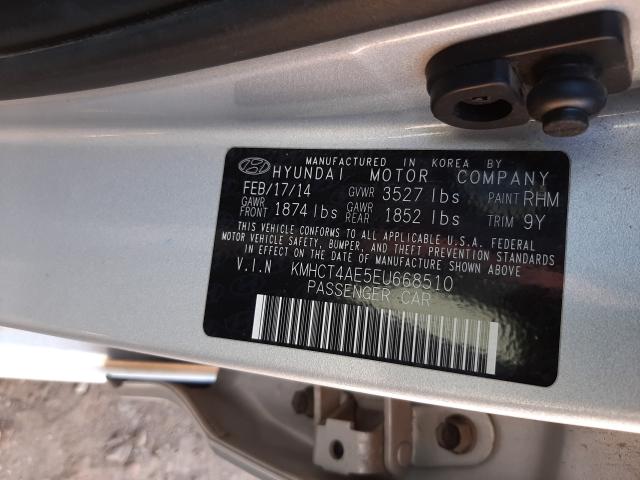 MANUFACTURED IN KOREA BY
HYUNDAI MOTOR COMPANY
FEB/17/14 GVWR 3527 lbs PAINT RHM
GAWR FRONT 1874 lbs GAWR REAR 1852 lbs TRIM 9Y
THIS VEHICLE CONFORMS TO ALL APPLICABLE U.S.A. FEDERAL
MOTOR VEHICLE SAFETY, BUMPER, AND THEFT PREVENTION STANDARDS
IN EFFECT ON THE DATE OF MANUFACTURE SHOWN ABOVE
V.I.N KMHCT4AE5EU668510
PASSENGER CAR